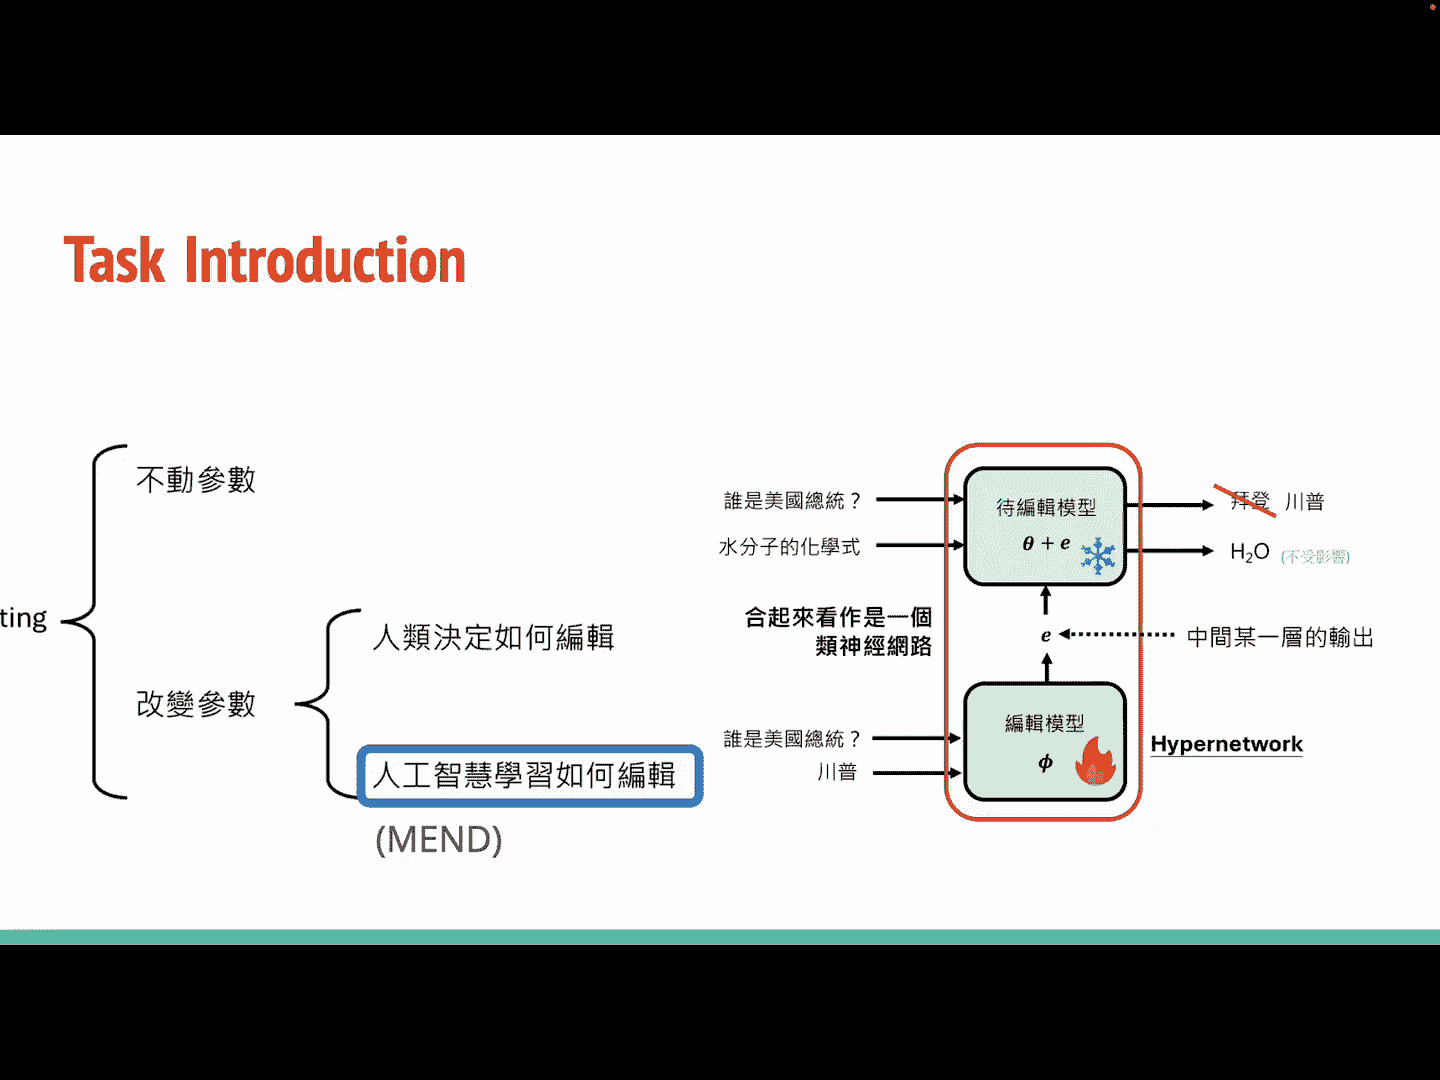 Task Introduction
不動參數
ting
改變參數
人類決定如何編輯
人工智慧學習如何編輯
(MEND)
誰是美國總統？
水分子的化學式
待編輯模型
θ + e
拜登 川普
H₂O (不受影響)
合起來看作是一個
類神經網路
e
中間某一層的輸出
誰是美國總統？
川普
編輯模型
ϕ
Hypernetwork